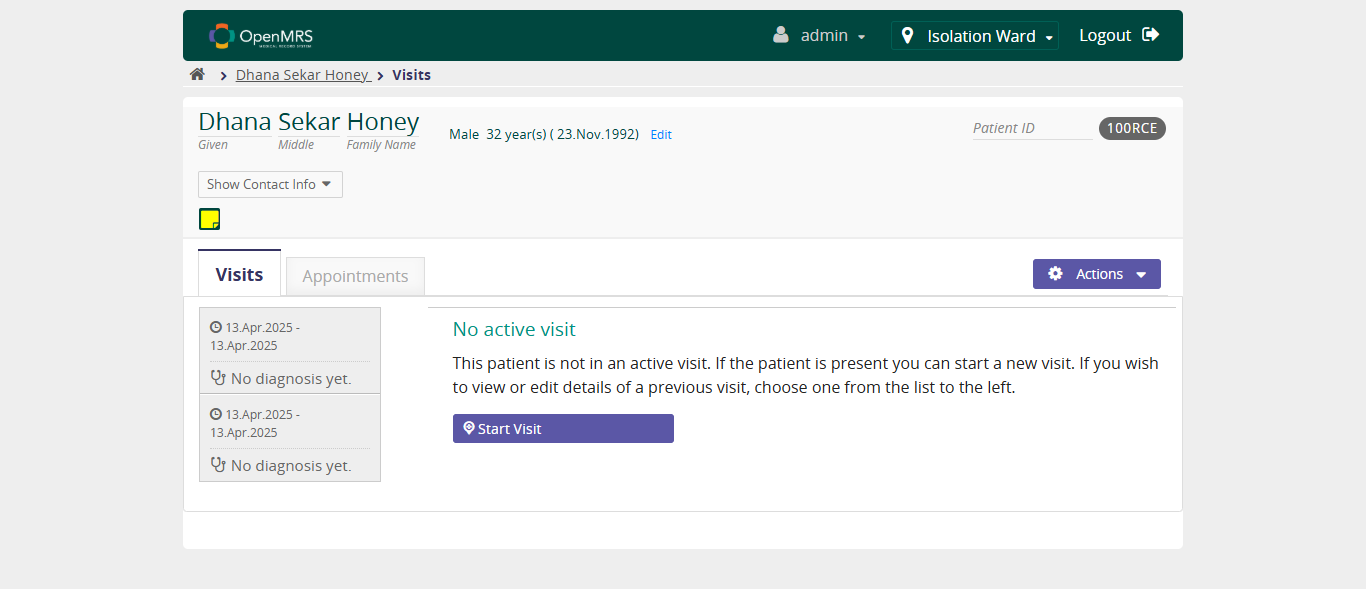 OpenMRS
MEDICAL RECORD SYSTEM
admin
Isolation Ward
Logout
Dhana Sekar Honey
Visits
Dhana Sekar Honey
Given Middle Family Name
Male 32 year(s) ( 23.Nov.1992) Edit
Patient ID
100RCE
Show Contact Info
Visits
Appointments
Actions
13.Apr.2025 -
13.Apr.2025
No diagnosis yet.
13.Apr.2025 -
13.Apr.2025
No diagnosis yet.
No active visit
This patient is not in an active visit. If the patient is present you can start a new visit. If you wish
to view or edit details of a previous visit, choose one from the list to the left.
Start Visit